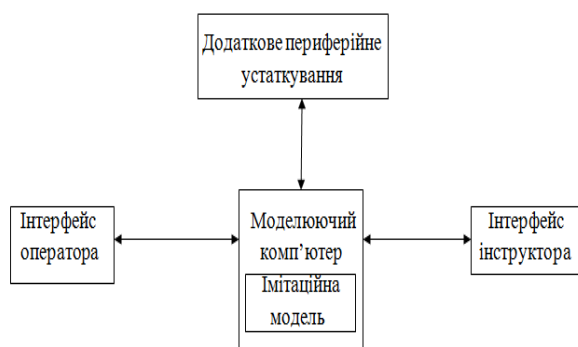 Додаткове периферійне
устаткування
Інтерфейс
оператора
Моделюючий
комп’ютер
Імітаційна
модель
Інтерфейс
інструктора